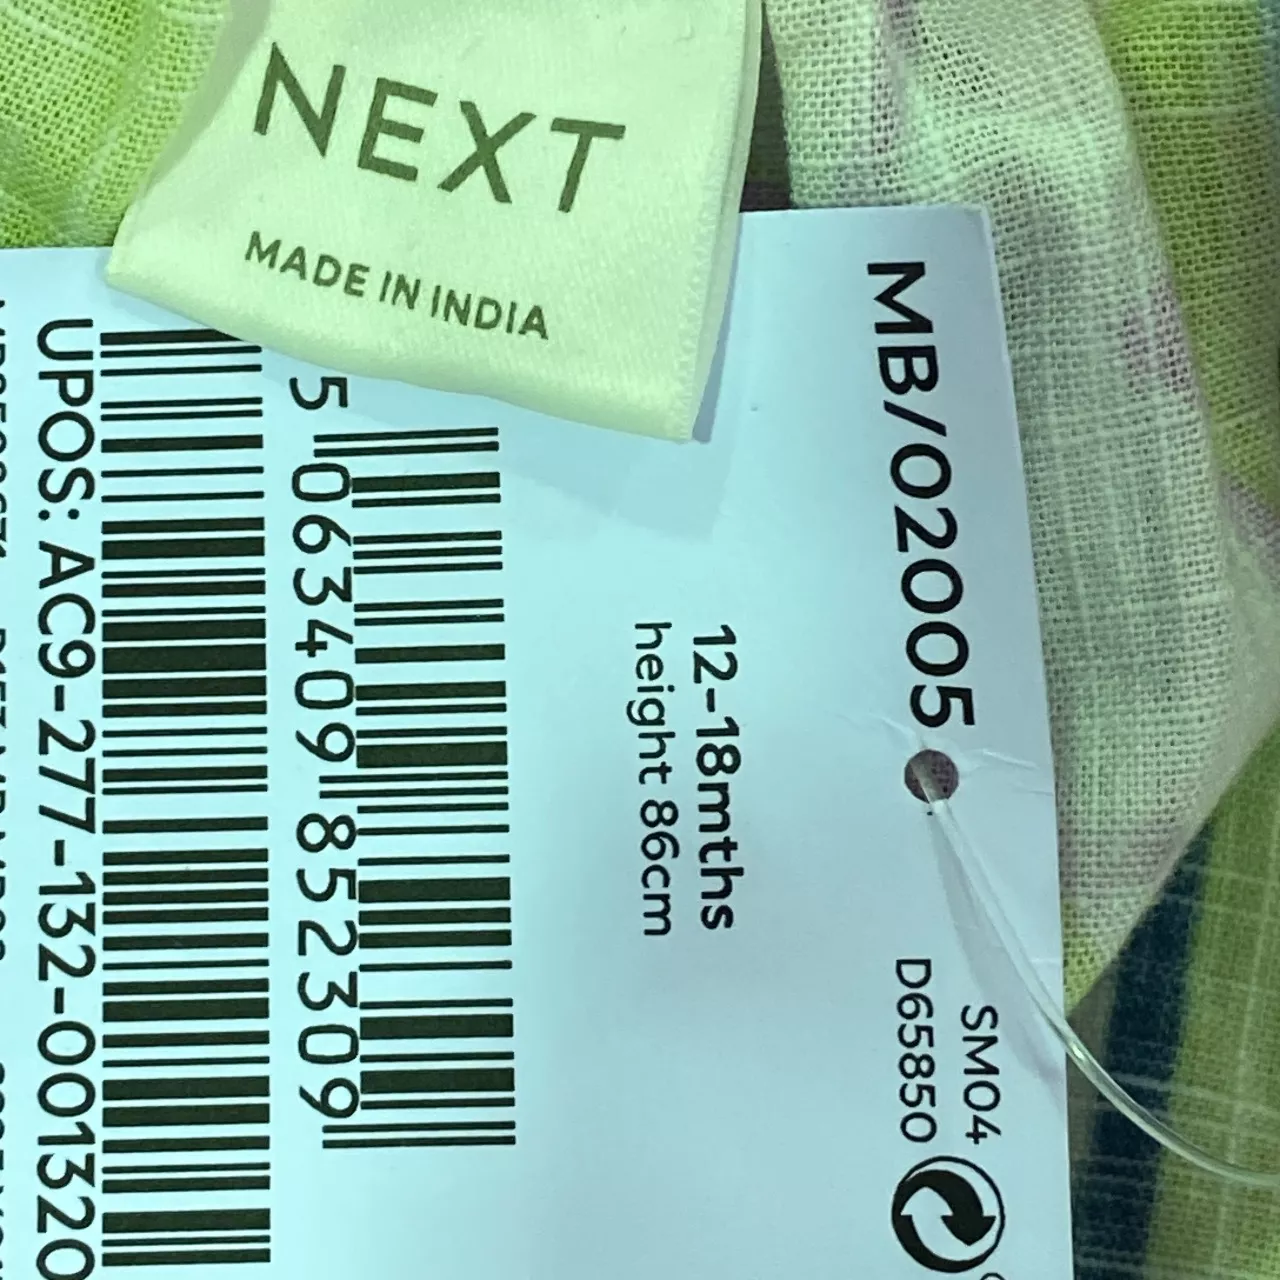 NEXT
MADE IN INDIA
MB/02005
SM04
D65850
12-18mths
height 86cm
5 063409 852309
UPOS: AC9-277-132-001320